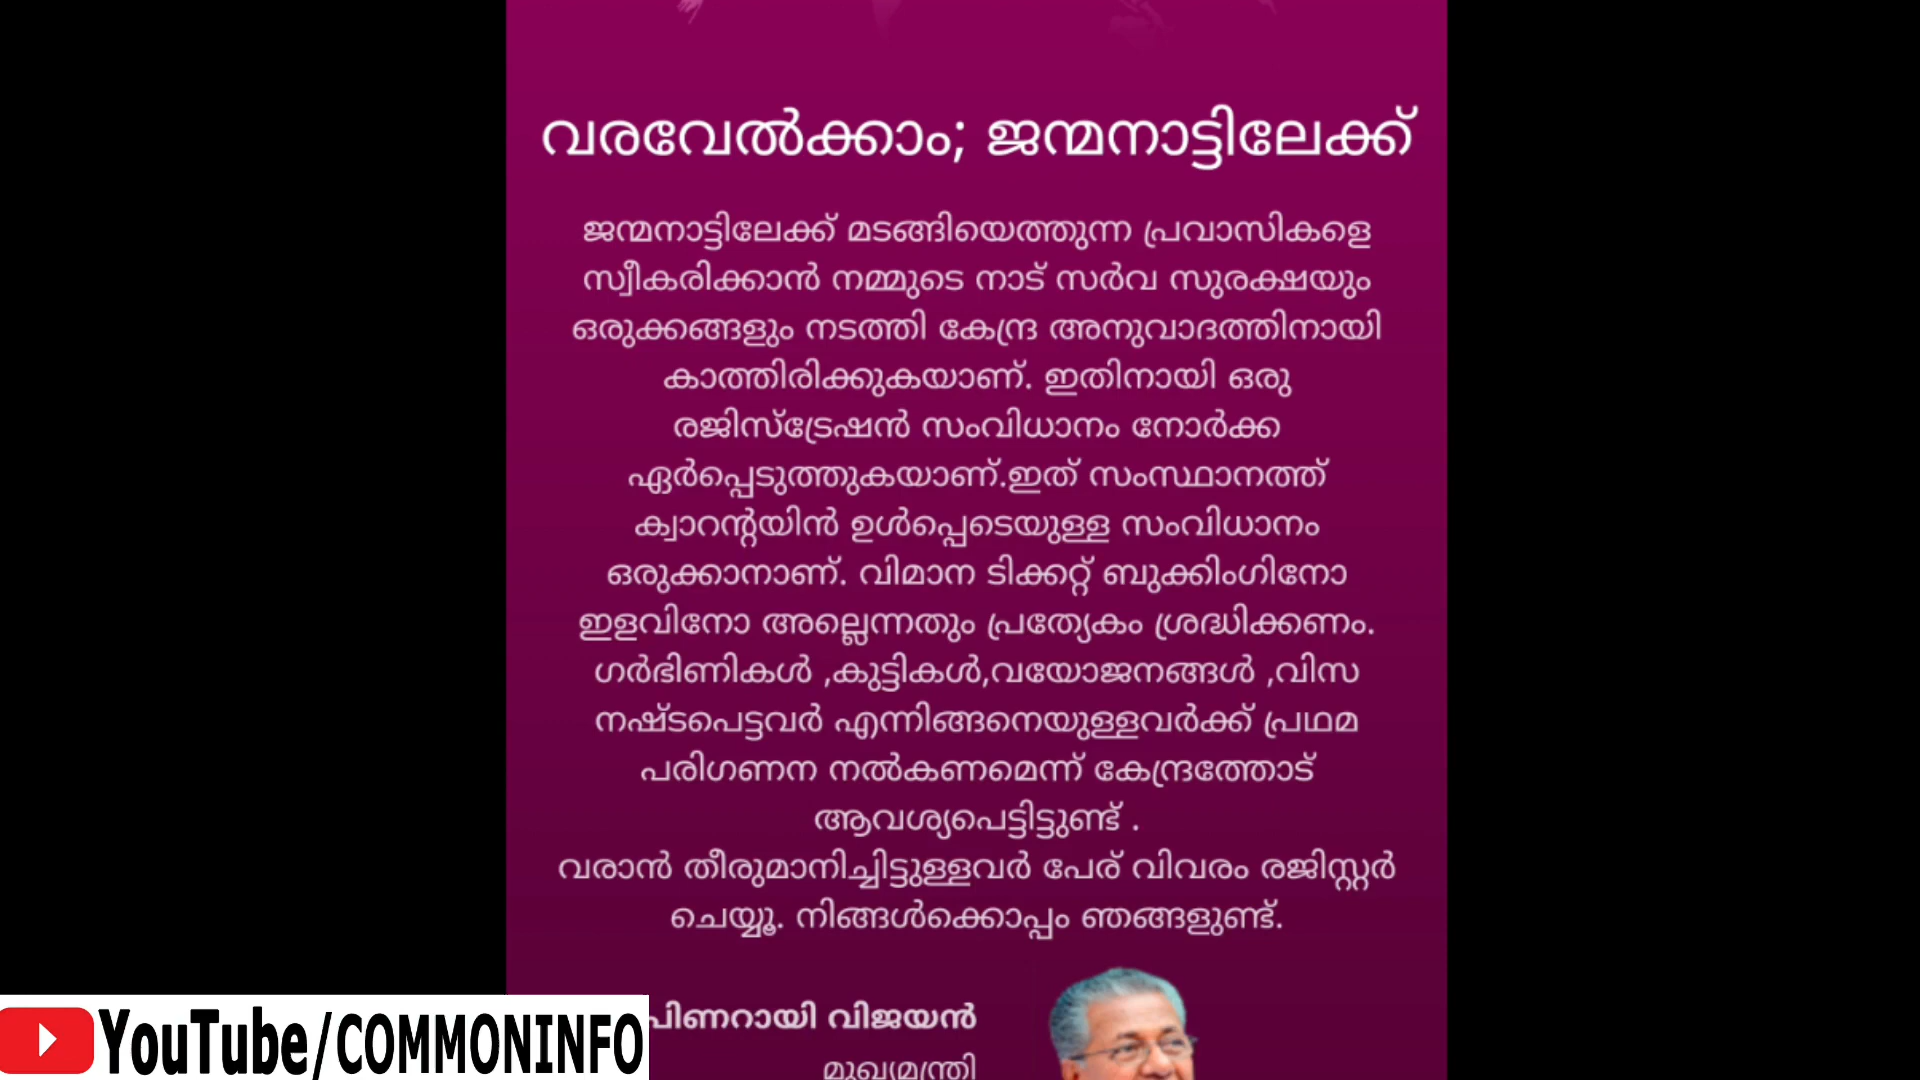 വരവേൽക്കാം; ജന്മനാട്ടിലേക്ക്
ജന്മനാട്ടിലേക്ക് മടങ്ങിയെത്തുന്ന പ്രവാസികളെ
സ്വീകരിക്കാൻ നമ്മുടെ നാട് സർവ സുരക്ഷയും
ഒരുക്കങ്ങളും നടത്തി കേന്ദ്ര അനുവാദത്തിനായി
കാത്തിരിക്കുകയാണ്. ഇതിനായി ഒരു
രജിസ്ട്രേഷൻ സംവിധാനം നോർക്ക
ഏർപ്പെടുത്തുകയാണ്.ഇത് സംസ്ഥാനത്ത്
ക്വാറന്റയിൻ ഉൾപ്പെടെയുള്ള സംവിധാനം
ഒരുക്കാനാണ്. വിമാന ടിക്കറ്റ് ബുക്കിംഗിനോ
ഇളവിനോ അല്ലെന്നതും പ്രത്യേകം ശ്രദ്ധിക്കണം.
ഗർഭിണികൾ ,കുട്ടികൾ,വയോജനങ്ങൾ ,വിസ
നഷ്ടപെട്ടവർ എന്നിങ്ങനെയുള്ളവർക്ക് പ്രഥമ
പരിഗണന നൽകണമെന്ന് കേന്ദ്രത്തോട്
ആവശ്യപെട്ടിട്ടുണ്ട് .
വരാൻ തീരുമാനിച്ചിട്ടുള്ളവർ പേര് വിവരം രജിസ്റ്റർ
ചെയ്യൂ. നിങ്ങൾക്കൊപ്പം ഞങ്ങളുണ്ട്.
പിണറായി വിജയൻ
മുഖ്യമന്ത്രി
YouTube/COMMONINFO